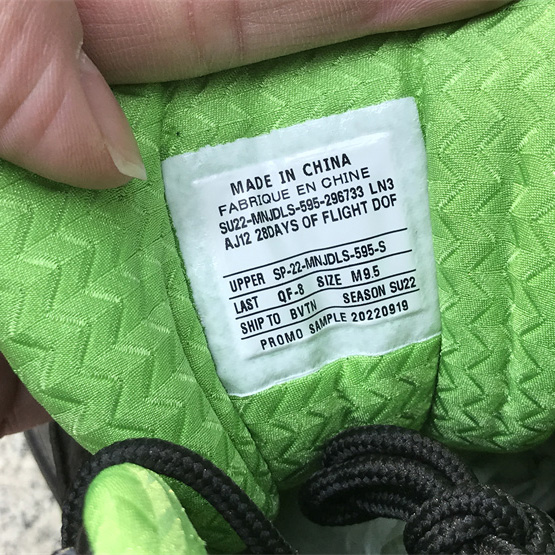 MADE IN CHINA
FABRIQUE EN CHINE
SU22-MNJDLS-595-296733 LN3
AJ12 28DAYS OF FLIGHT DOF
UPPER SP-22-MNJDLS-595-S
LAST QF-8 SIZE M9.5
SHIP TO BVTN SEASON SU22
PROMO SAMPLE 20220919